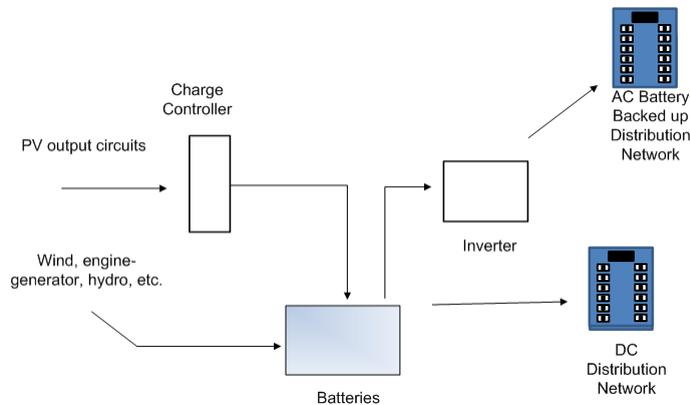 Charge
Controller
AC Battery
Backed up
Distribution
Network
PV output circuits
Inverter
Wind, engine-
generator, hydro, etc.
DC
Distribution
Network
Batteries